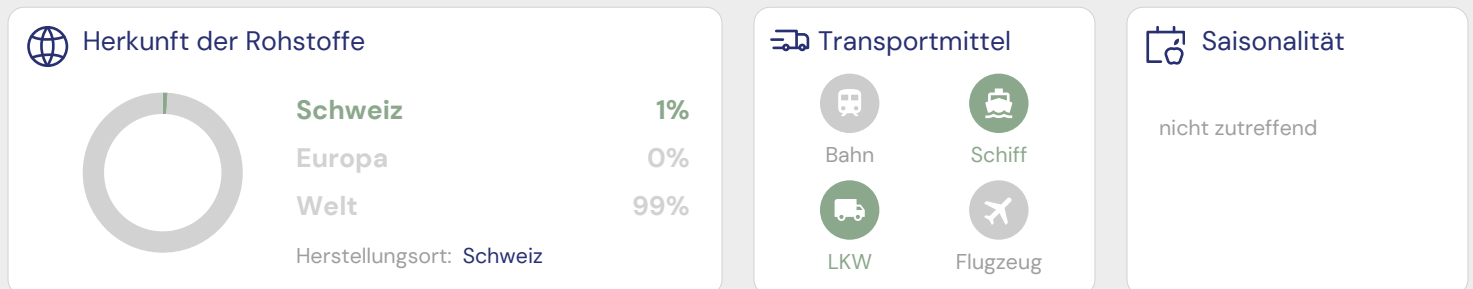 Herkunft der Rohstoffe
Schweiz 1%
Europa 0%
Welt 99%
Herstellungsort: Schweiz
Transportmittel
Bahn Schiff
LKW Flugzeug
Saisonalität
nicht zutreffend